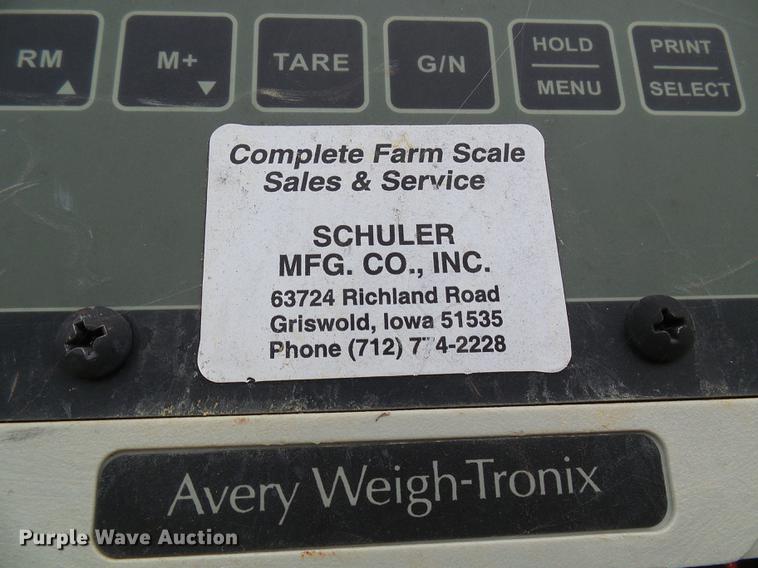 RM M+ TARE G/N HOLD PRINT
MENU SELECT
Complete Farm Scale
Sales & Service
SCHULER
MFG. CO., INC.
63724 Richland Road
Griswold, Iowa 51535
Phone (712)
Avery Weigh-Tronix
Purple Wave Auction